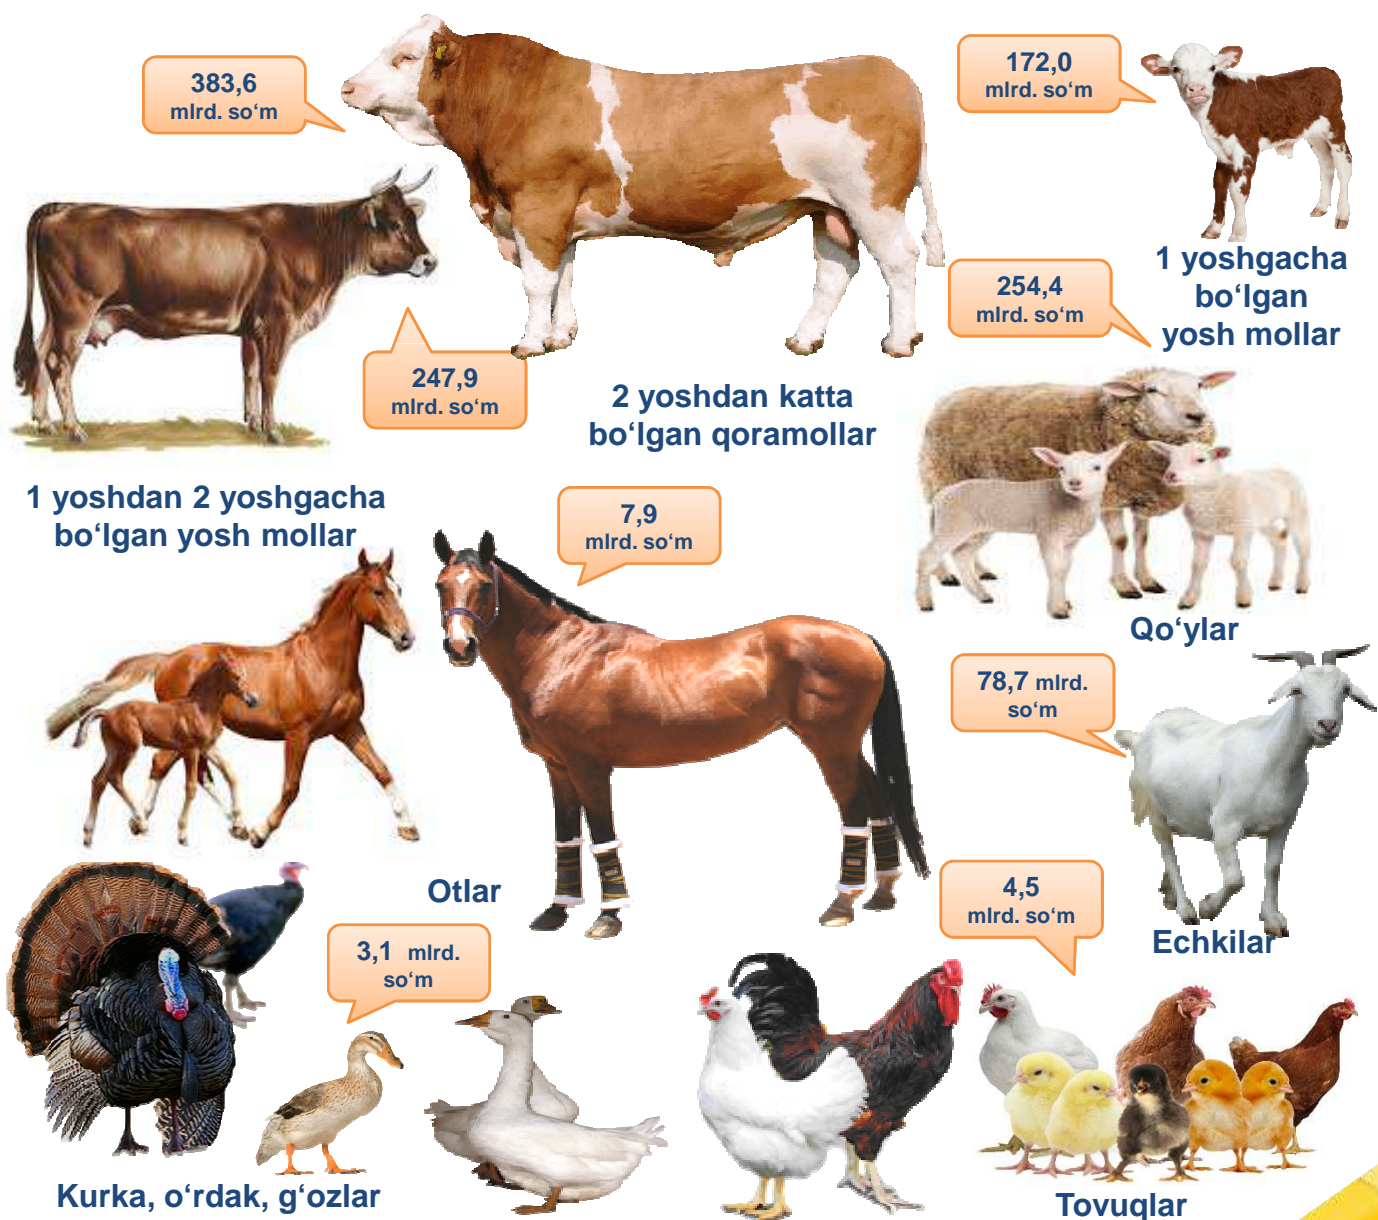 383,6
mlrd. so‘m
172,0
mlrd. so‘m
1 yoshgacha
bo‘lgan
yosh mollar
254,4
mlrd. so‘m
247,9
mlrd. so‘m
2 yoshdan katta
bo‘lgan qoramollar
1 yoshdan 2 yoshgacha
bo‘lgan yosh mollar
7,9
mlrd. so‘m
Qo‘ylar
78,7 mlrd.
so‘m
Otlar
4,5
mlrd. so‘m
Echkilar
3,1 mlrd.
so‘m
Kurka, o‘rdak, g‘ozlar
Tovuqlar